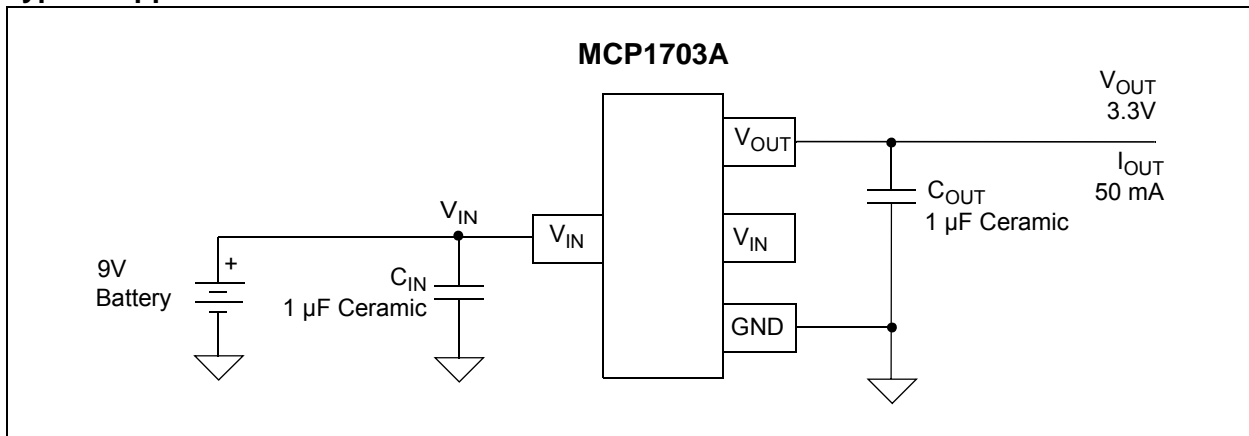 MCP1703A
VOUT
3.3V
VOUT
IOUT
50 mA
COUT
1 µF Ceramic
VIN
VIN
VIN
9V
Battery
+
CIN
1 µF Ceramic
GND